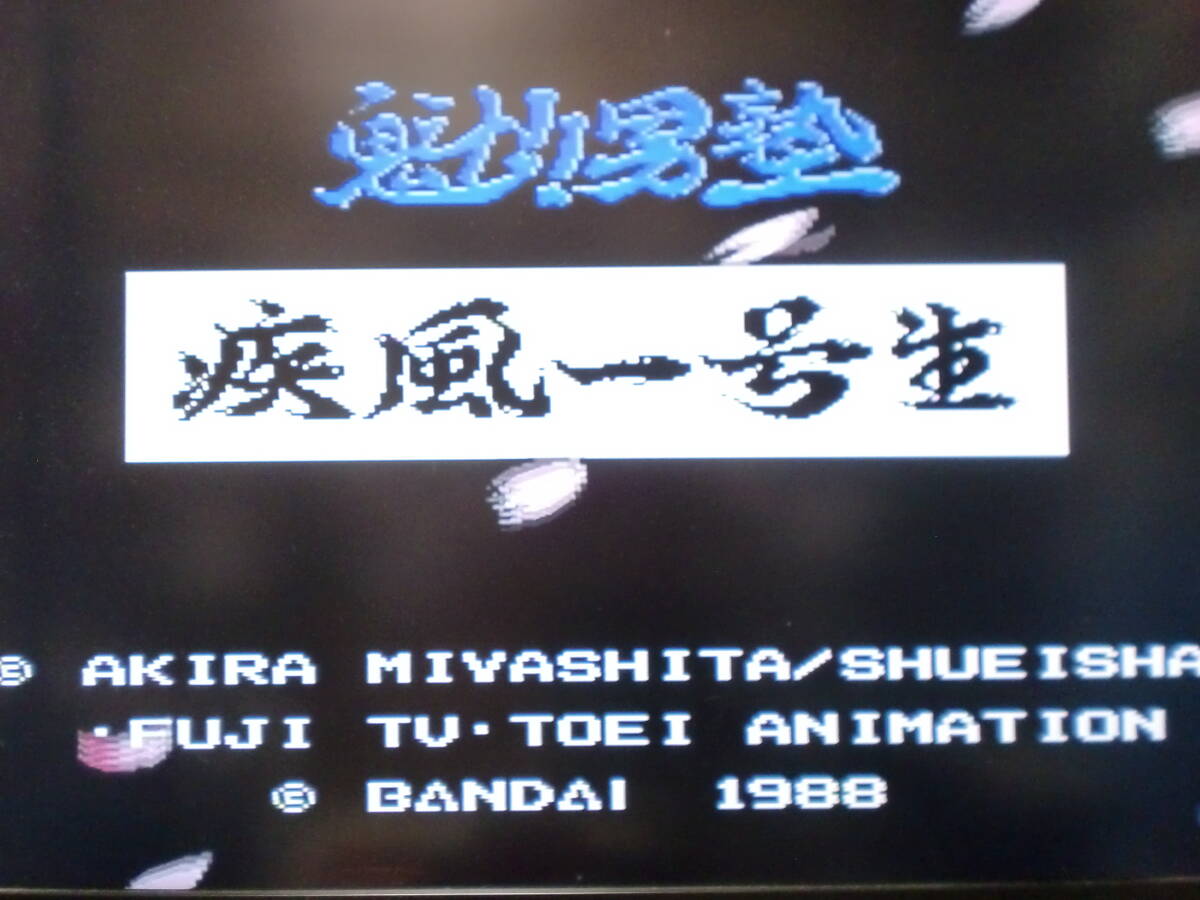 魁!!男塾
疾風一号生
© AKIRA MIYASHITA/SHUEISHA
・FUJI TV・TOEI ANIMATION
© BANDAI 1988